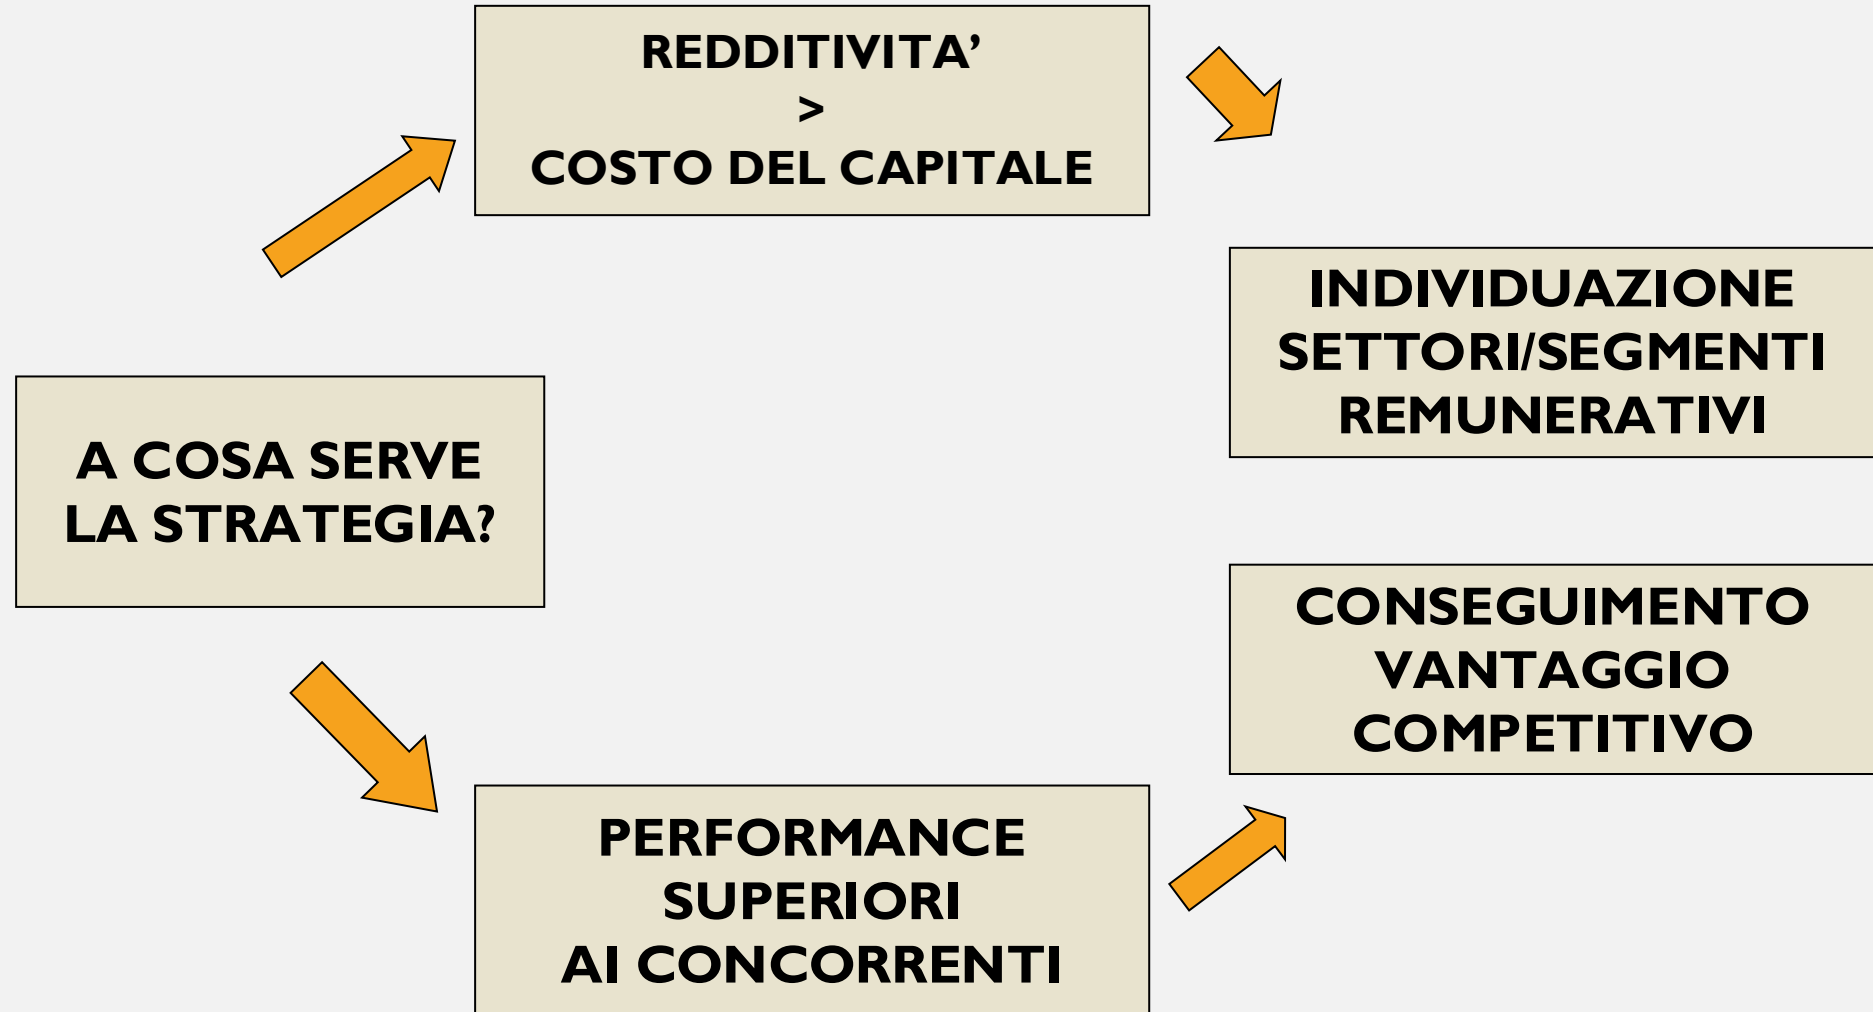 REDDITIVITA’
>
COSTO DEL CAPITALE
INDIVIDUAZIONE
SETTORI/SEGMENTI
REMUNERATIVI
A COSA SERVE
LA STRATEGIA?
CONSEGUIMENTO
VANTAGGIO
COMPETITIVO
PERFORMANCE
SUPERIORI
AI CONCORRENTI